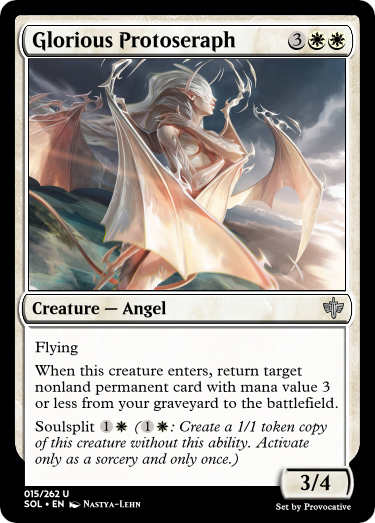 Glorious Protoseraph 3
Creature — Angel
Flying
When this creature enters, return target
nonland permanent card with mana value 3
or less from your graveyard to the battlefield.
Soulsplit 1 (1: Create a 1/1 token copy
of this creature without this ability. Activate
only as a sorcery and only once.)
3/4
015/262 U
SOL • EN Nastya-Lehn
Set by Provocative